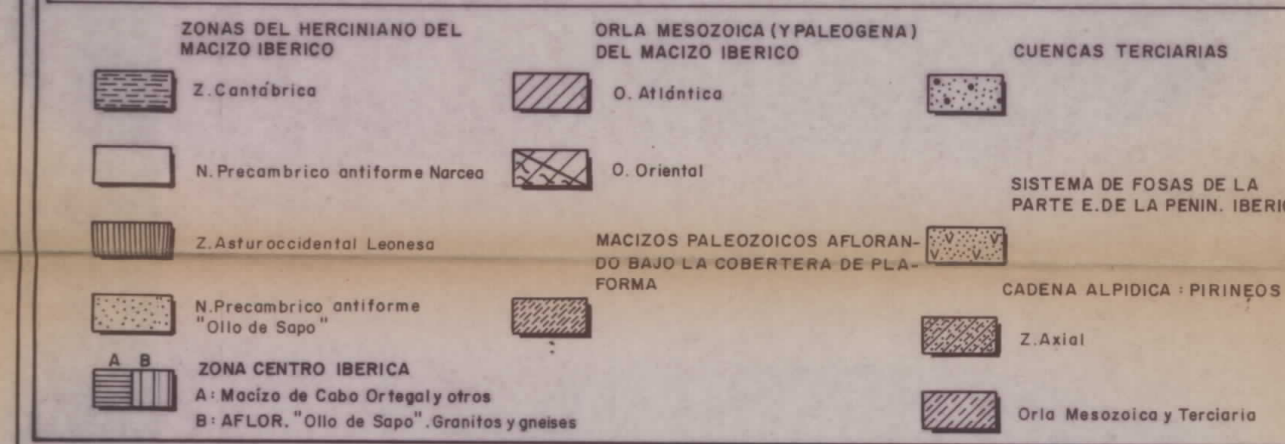 ZONAS DEL HERCINIANO DEL
MACIZO IBERICO
Z. Cantábrica
N. Precambrico antiforme Narcea
Z. Asturoccidental Leonesa
N. Precambrico antiforme
"Ollo de Sapo"
A B
ZONA CENTRO IBERICA
A: Macizo de Cabo Ortegal y otros
B: AFLOR. "Ollo de Sapo". Granitos y gneises
ORLA MESOZOICA (Y PALEOGENA)
DEL MACIZO IBERICO
O. Atlántica
O. Oriental
MACIZOS PALEOZOICOS AFLORAN-
DO BAJO LA COBERTERA DE PLA-
FORMA
CUENCAS TERCIARIAS
SISTEMA DE FOSAS DE LA
PARTE E. DE LA PENIN.
CADENA ALPIDICA : PIRINEOS
Z. Axial
Orla Mesozoica y Terciaria